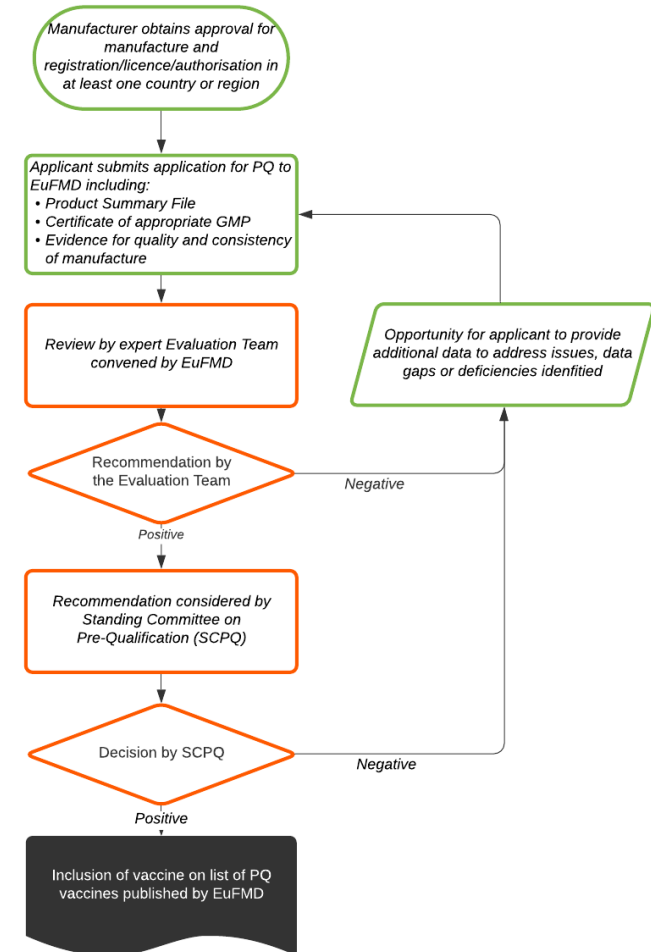 Manufacturer obtains approval for
manufacture and
registration/licence/authorisation in
at least one country or region
Applicant submits application for PQ to
EuFMD including:
• Product Summary File
• Certificate of appropriate GMP
• Evidence for quality and consistency
of manufacture
Review by expert Evaluation Team
convened by EuFMD
Opportunity for applicant to provide
additional data to address issues, data
gaps or deficiencies idenfitied
Recommendation by
the Evaluation Team
Negative
Positive
Recommendation considered by
Standing Committee on
Pre-Qualification (SCPQ)
Decision by SCPQ
Negative
Positive
Inclusion of vaccine on list of PQ
vaccines published by EuFMD